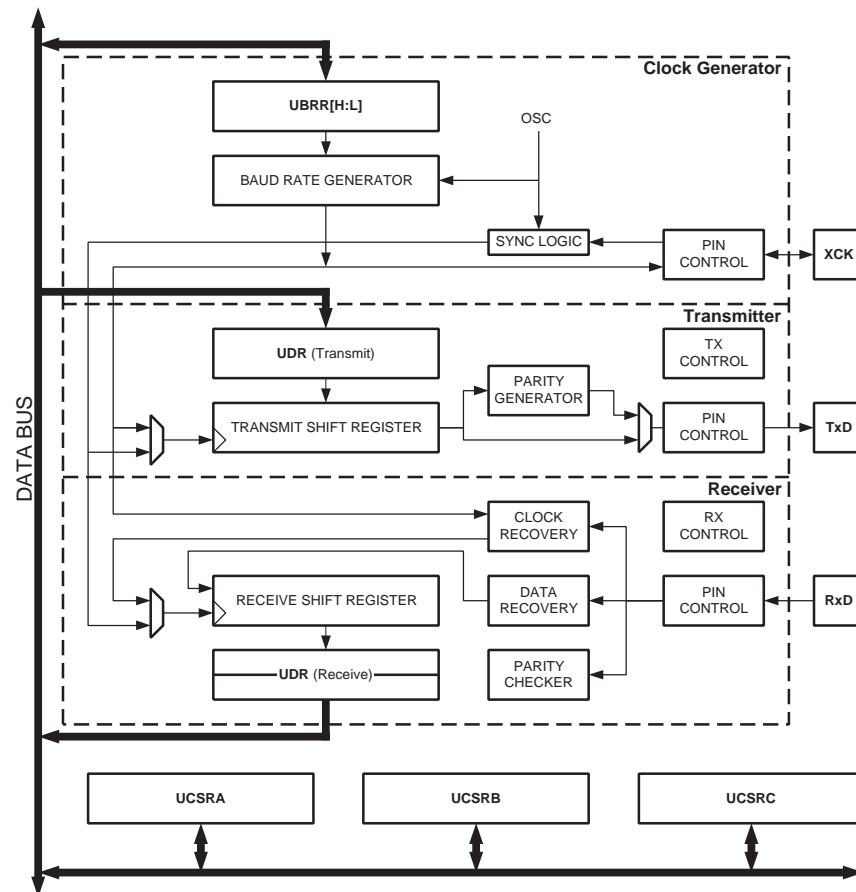 Clock Generator
UBRR[H:L]
OSC
BAUD RATE GENERATOR
SYNC LOGIC
PIN
CONTROL
XCK
Transmitter
UDR (Transmit)
TX
CONTROL
PARITY
GENERATOR
TRANSMIT SHIFT REGISTER
PIN
CONTROL
TxD
DATA BUS
Receiver
CLOCK
RECOVERY
RX
CONTROL
RECEIVE SHIFT REGISTER
DATA
RECOVERY
PIN
CONTROL
RxD
UDR (Receive)
PARITY
CHECKER
UCSRA
UCSRB
UCSRC